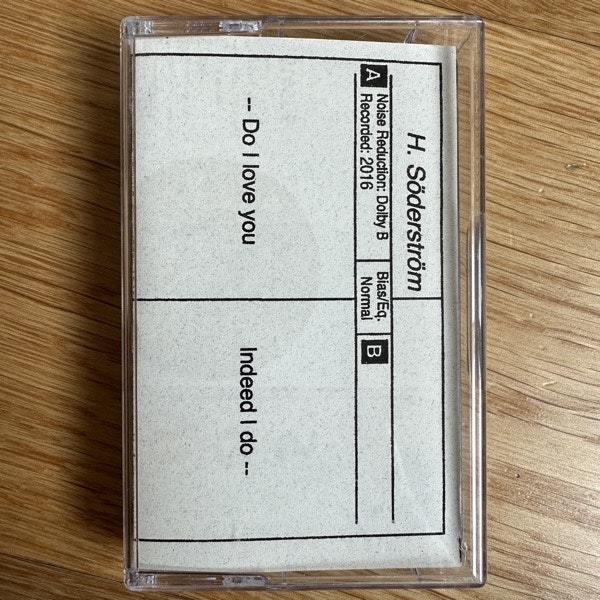 H. Söderström
A
Noise Reduction: Dolby B
Recorded: 2016
Bias/Eq.
Normal
B
-- Do I love you
Indeed I do --